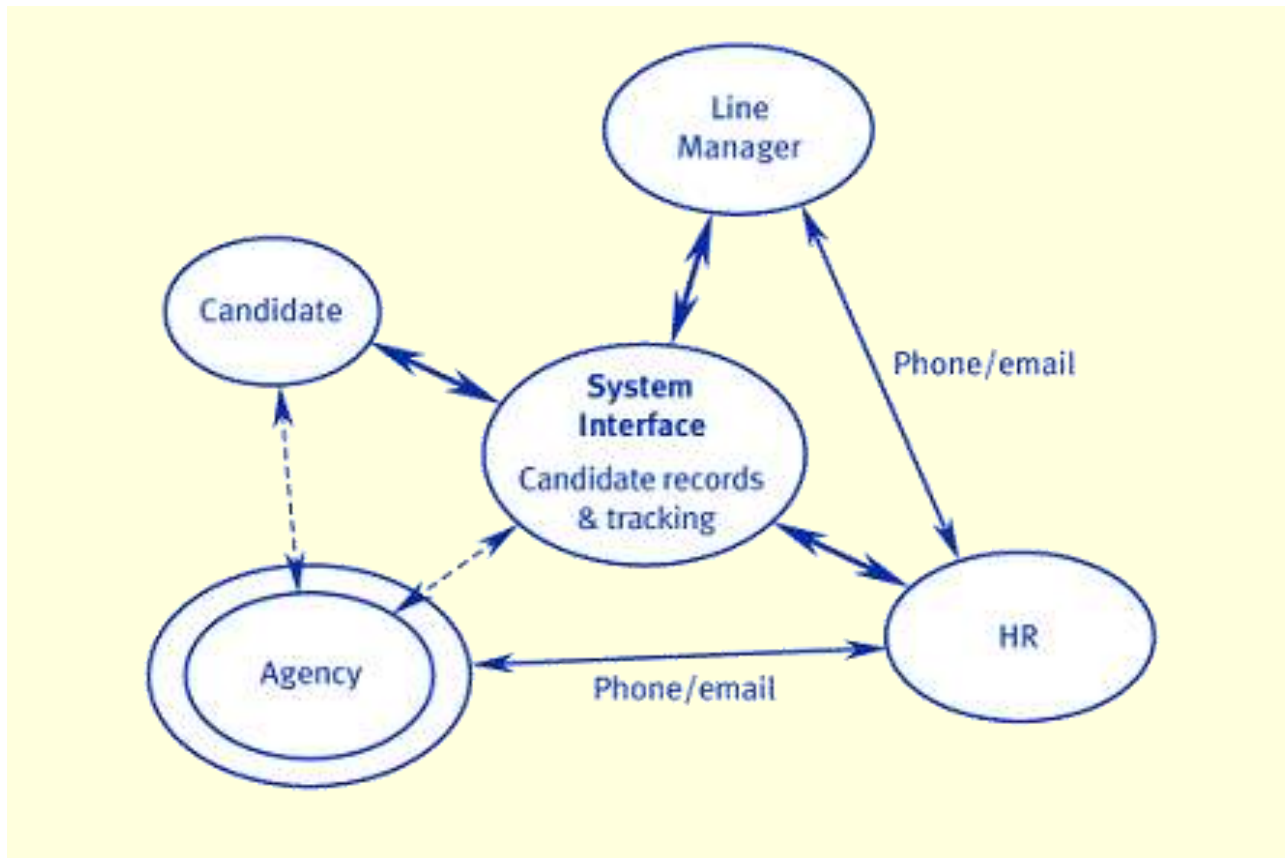 Line
Manager
Candidate
Phone/email
System
Interface
Candidate records
& tracking
HR
Agency
Phone/email